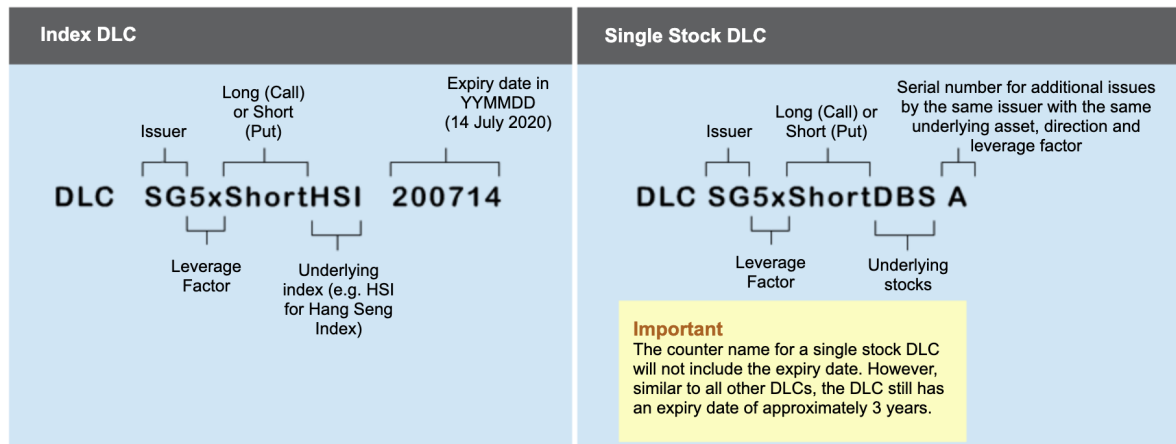 Index DLC
Issuer
Long (Call)
or Short
(Put)
Expiry date in
YYMMDD
(14 July 2020)
DLC SG5xShortHSI 200714
Leverage
Factor
Underlying
index (e.g. HSI
for Hang Seng
Index)
Single Stock DLC
Issuer
Long (Call) or
Short (Put)
Serial number for additional issues
by the same issuer with the same
underlying asset, direction and
leverage factor
DLC SG5xShortDBS A
Leverage
Factor
Underlying
stocks
Important
The counter name for a single stock DLC
will not include the expiry date. However,
similar to all other DLCs, the DLC still has
an expiry date of approximately 3 years.